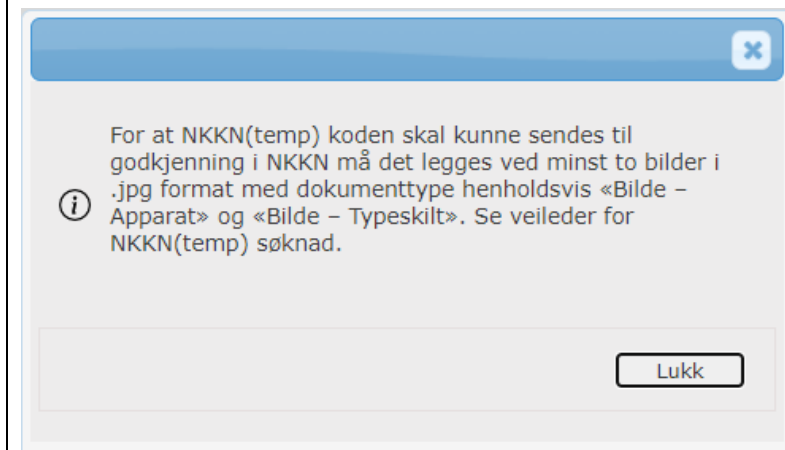 For at NKKN(temp) koden skal kunne sendes til
godkjenning i NKKN må det legges ved minst to bilder i
.jpg format med dokumenttype henholdsvis «Bilde –
Apparat» og «Bilde – Typeskilt». Se veileder for
NKKN(temp) søknad.
Lukk